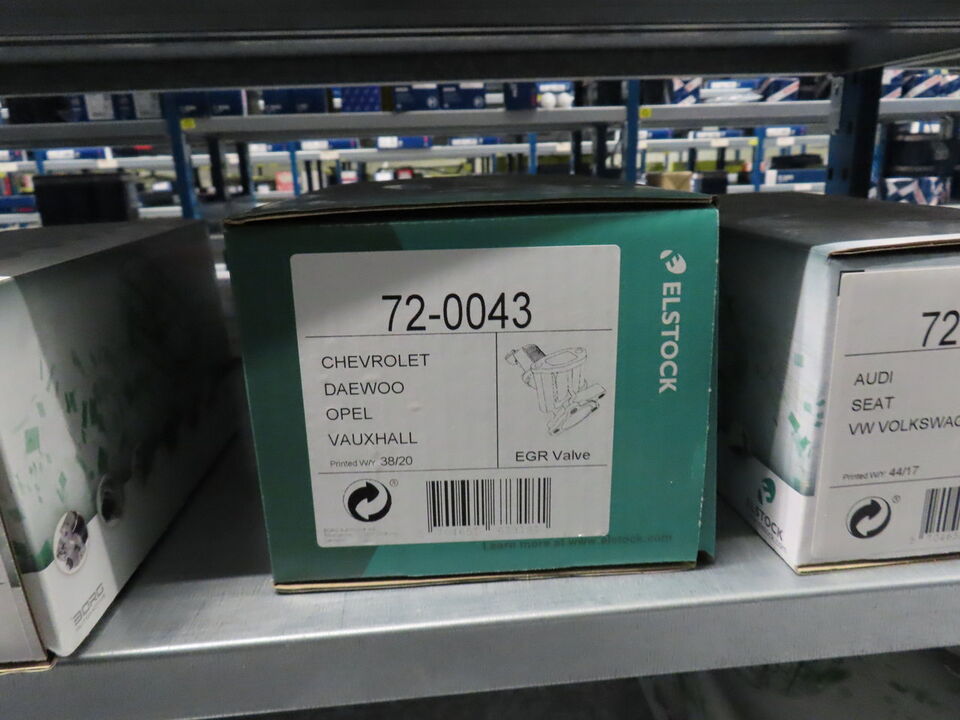 72-0043
CHEVROLET
DAEWOO
OPEL
VAUXHALL
Printed W/Y 38/20
EGR Valve
®
Learn more at www.elstock.com
ELSTOCK
BORG
72
AUDI
SEAT
VW VOLKSWAG
Printed W/Y 44/17
®
ELSTOCK